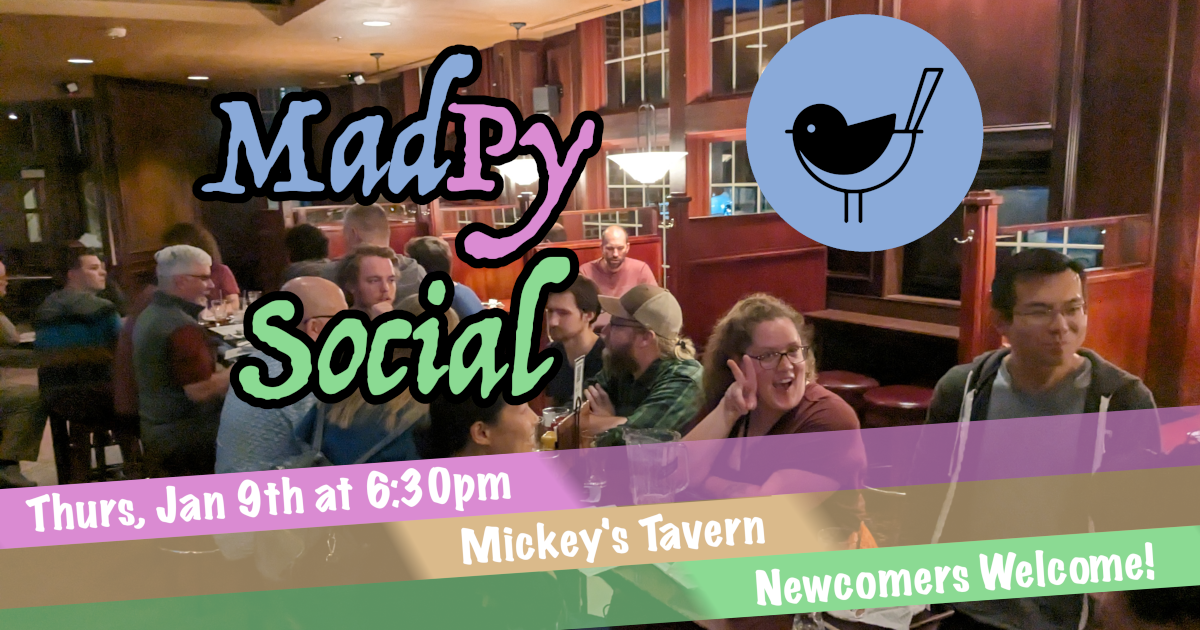 MadPy
Social
Thurs, Jan 9th at 6:30pm
Mickey's Tavern
Newcomers Welcome!